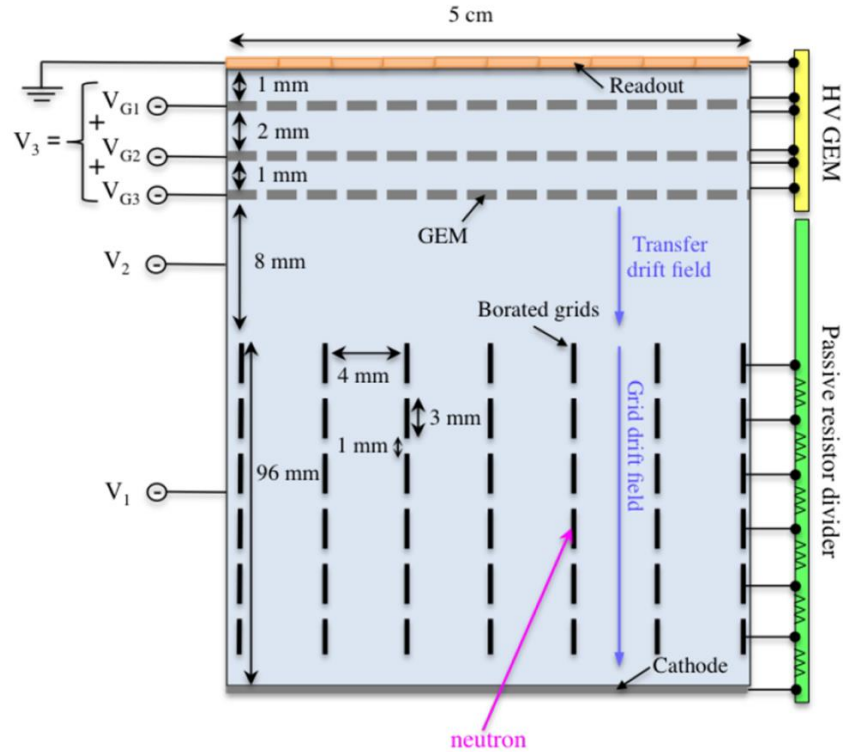 5 cm
Readout
1 mm
V_G1
+
2 mm
V_3 =
V_G2
+
1 mm
V_G3
GEM
HV GEM
V_2
8 mm
Transfer
drift field
Borated grids
4 mm
3 mm
1 mm
Grid drift field
96 mm
V_1
Passive resistor divider
Cathode
neutron